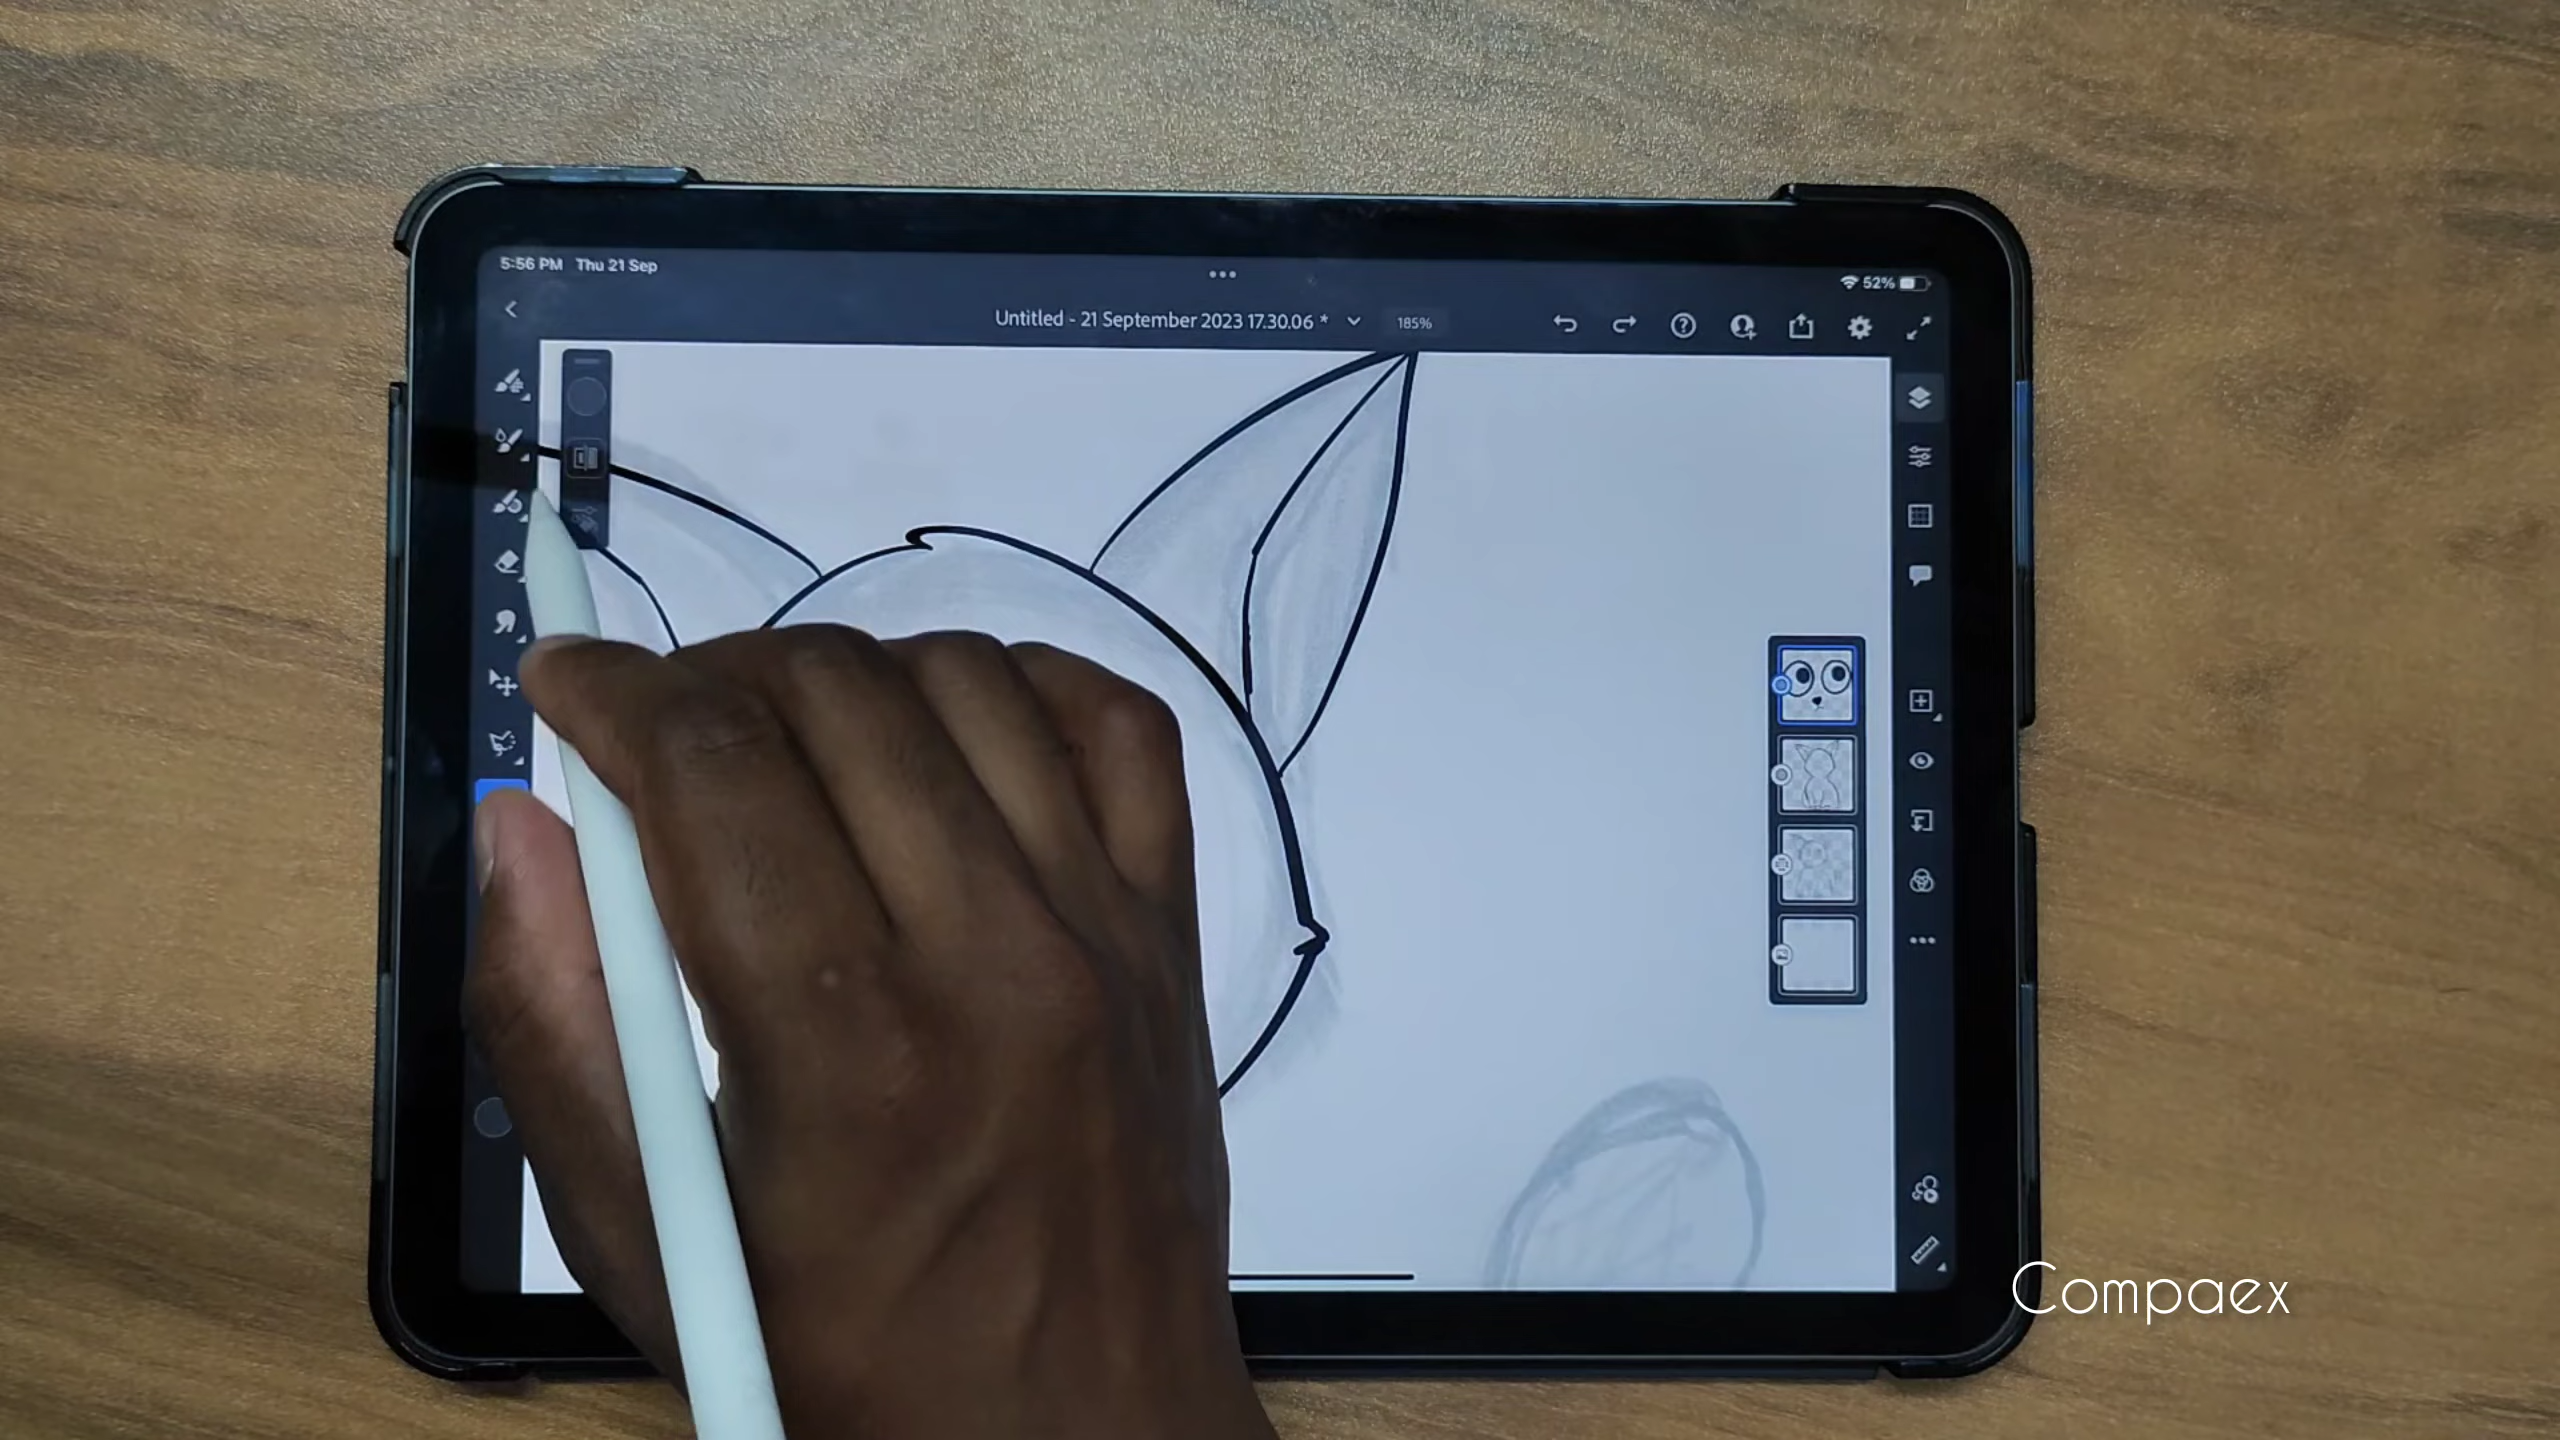 5:56 PM Thu 21 Sep
52%
Untitled - 21 September 2023 17.30.06 *
185%
Compaex